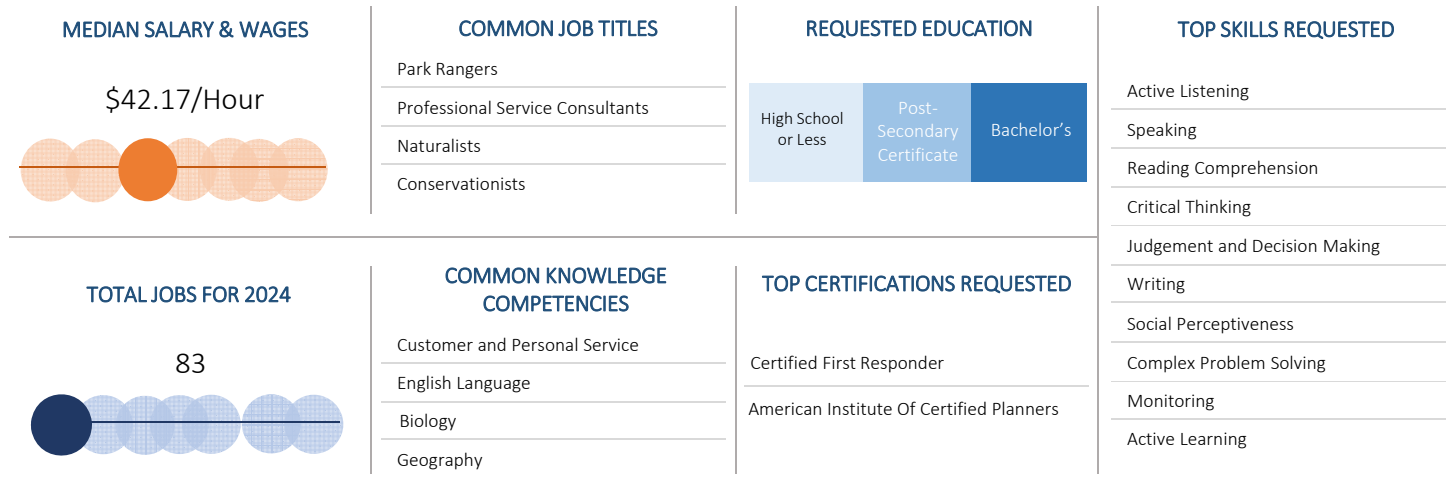 MEDIAN SALARY & WAGES
$42.17/Hour
COMMON JOB TITLES
Park Rangers
Professional Service Consultants
Naturalists
Conservationists
REQUESTED EDUCATION
High School
or Less
Post-
Secondary
Certificate
Bachelor's
TOTAL JOBS FOR 2024
83
COMMON KNOWLEDGE
COMPETENCIES
Customer and Personal Service
English Language
Biology
Geography
TOP CERTIFICATIONS REQUESTED
Certified First Responder
American Institute Of Certified Planners
TOP SKILLS REQUESTED
Active Listening
Speaking
Reading Comprehension
Critical Thinking
Judgement and Decision Making
Writing
Social Perceptiveness
Complex Problem Solving
Monitoring
Active Learning